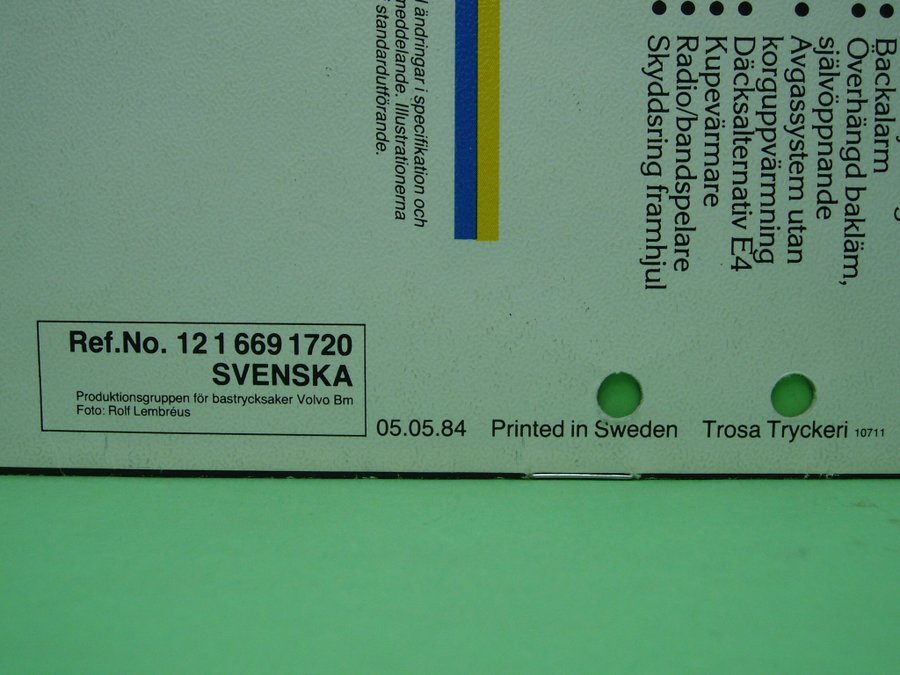 Backalarm
Överhängd bakläm,
självöppnande
Avgassystem utan
korguppvärmning
Däcksalternativ E4
Kupevärmare
Radio/bandspelare
Skyddsring framhjul
ändringar i specifikation och
meddelande. Illustrationerna
standardutförande.
Ref.No. 12 1 669 1720
SVENSKA
Produktionsgruppen för bastrycksaker Volvo Bm
Foto: Rolf Lembréus
05.05.84 Printed in Sweden Trosa Tryckeri 10711